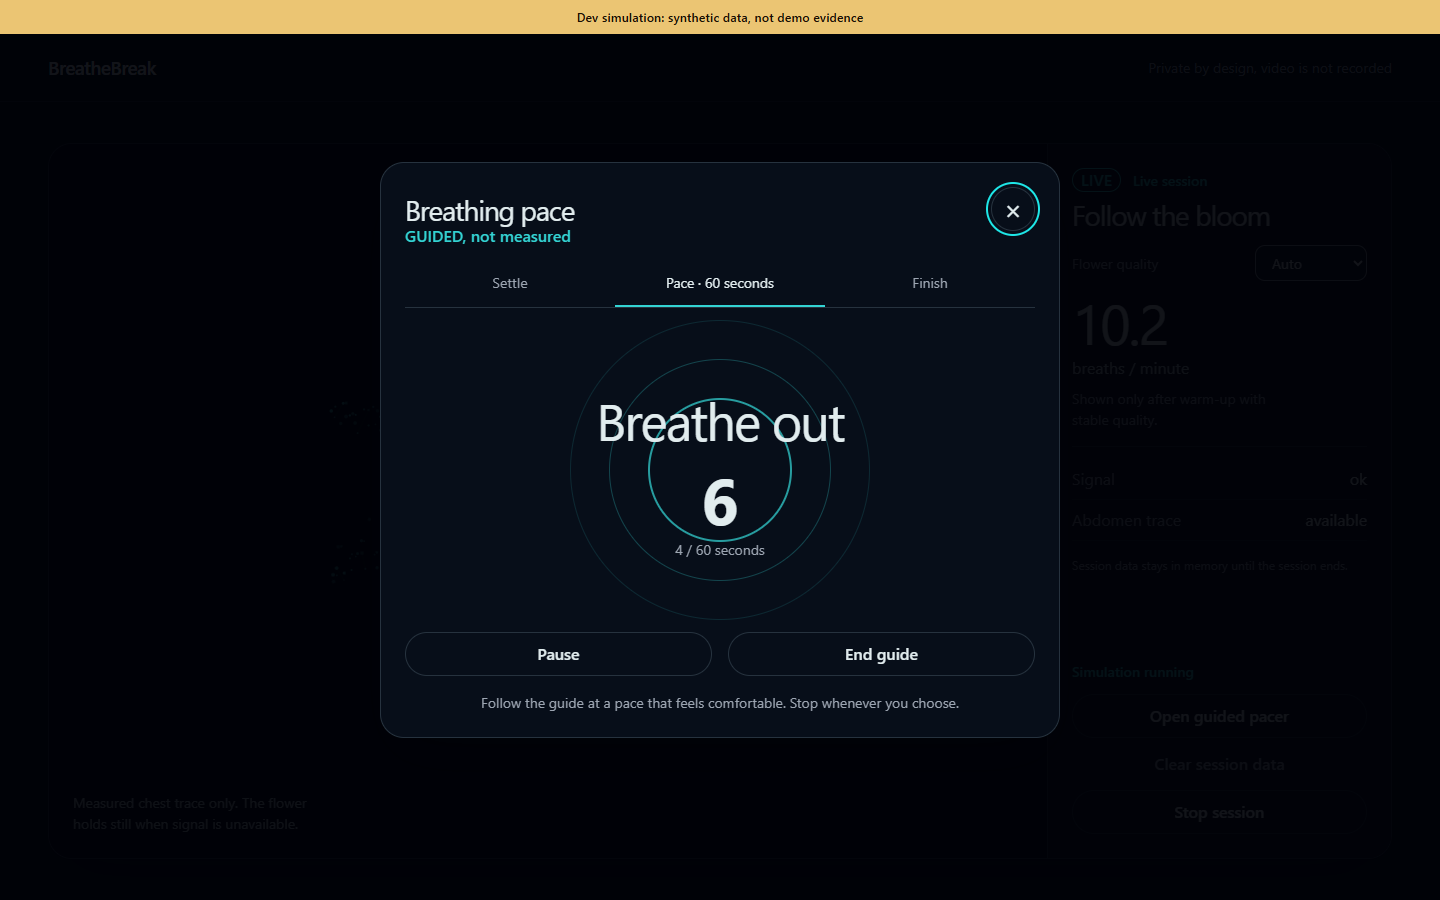 Dev simulation: synthetic data, not demo evidence
BreatheBreak
Private by design, video is not recorded
Breathing pace
GUIDED, not measured
Settle
Pace · 60 seconds
Finish
Breathe out
6
4 / 60 seconds
Pause
End guide
Follow the guide at a pace that feels comfortable. Stop whenever you choose.
LIVE
Live session
Follow the bloom
Flower quality
Auto
10.2
breaths / minute
Shown only after warm-up with
stable quality.
Signal
ok
Abdomen trace
available
Session data stays in memory until the session ends.
Simulation running
Open guided pacer
Clear session data
Stop session
Measured chest trace only. The flower
holds still when signal is unavailable.